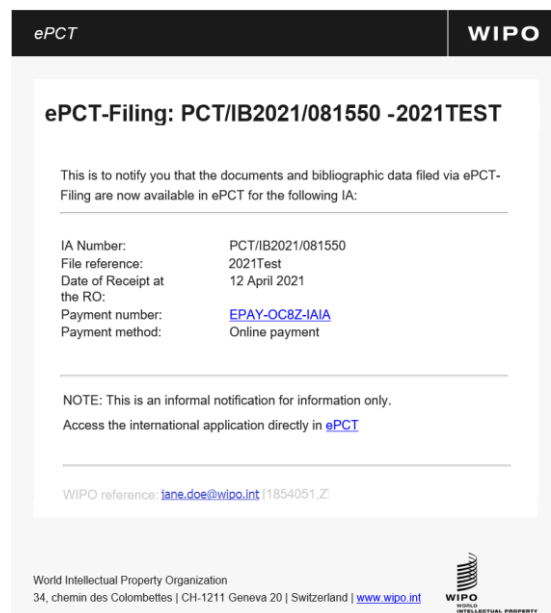 ePCT
WIPO
ePCT-Filing: PCT/IB2021/081550 -2021TEST
This is to notify you that the documents and bibliographic data filed via ePCT-
Filing are now available in ePCT for the following IA:
IA Number: PCT/IB2021/081550
File reference: 2021Test
Date of Receipt at 12 April 2021
the RO:
Payment number: EPAY-OC8Z-IAIA
Payment method: Online payment
NOTE: This is an informal notification for information only.
Access the international application directly in ePCT
WIPO reference: jane.doe@wipo.int [1854051,Z]
World Intellectual Property Organization
34, chemin des Colombettes | CH-1211 Geneva 20 | Switzerland | www.wipo.int
WIPO
WORLD
INTELLECTUAL PROPERTY